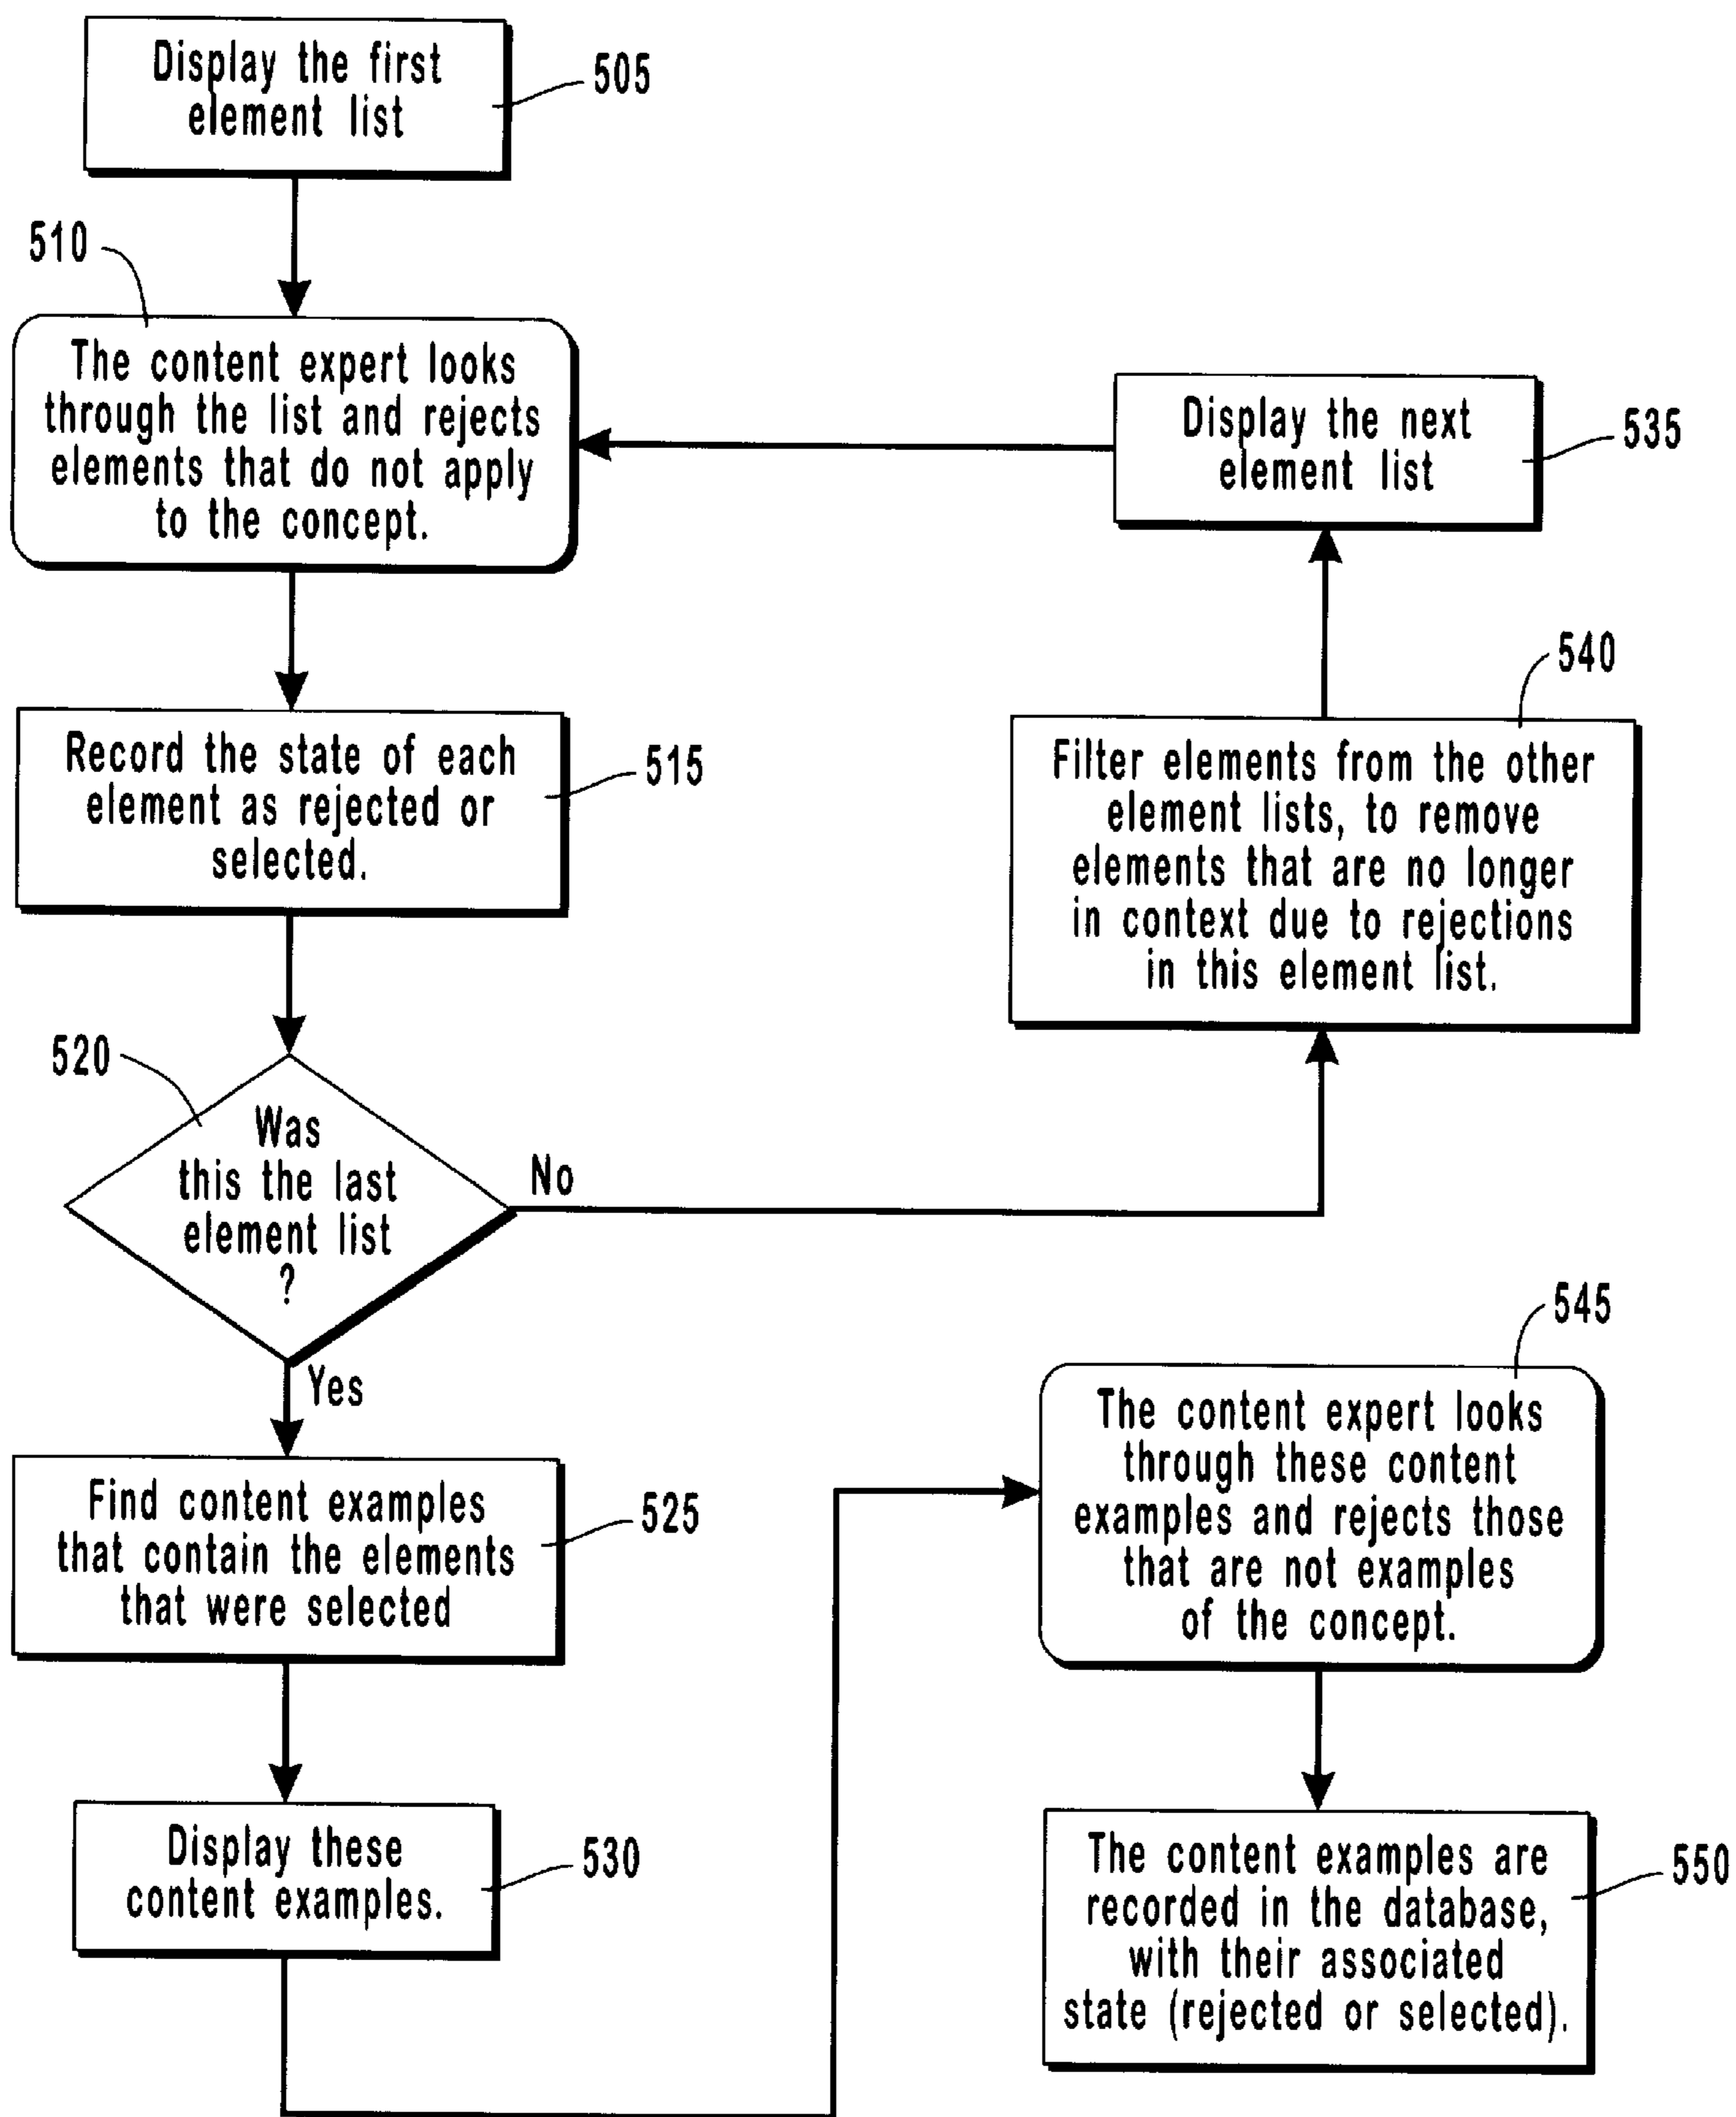 Display the first
element list
505
510
The content expert looks
through the list and rejects
elements that do not apply
to the concept.
Record the state of each
element as rejected or
selected.
515
520
Was
this the last
element list
?
No
Yes
Find content examples
that contain the elements
that were selected
525
Display these
content examples.
530
Display the next
element list
535
540
Filter elements from the other
element lists, to remove
elements that are no longer
in context due to rejections
in this element list.
545
The content expert looks
through these content
examples and rejects those
that are not examples
of the concept.
The content examples are
recorded in the database,
with their associated
state (rejected or selected).
550